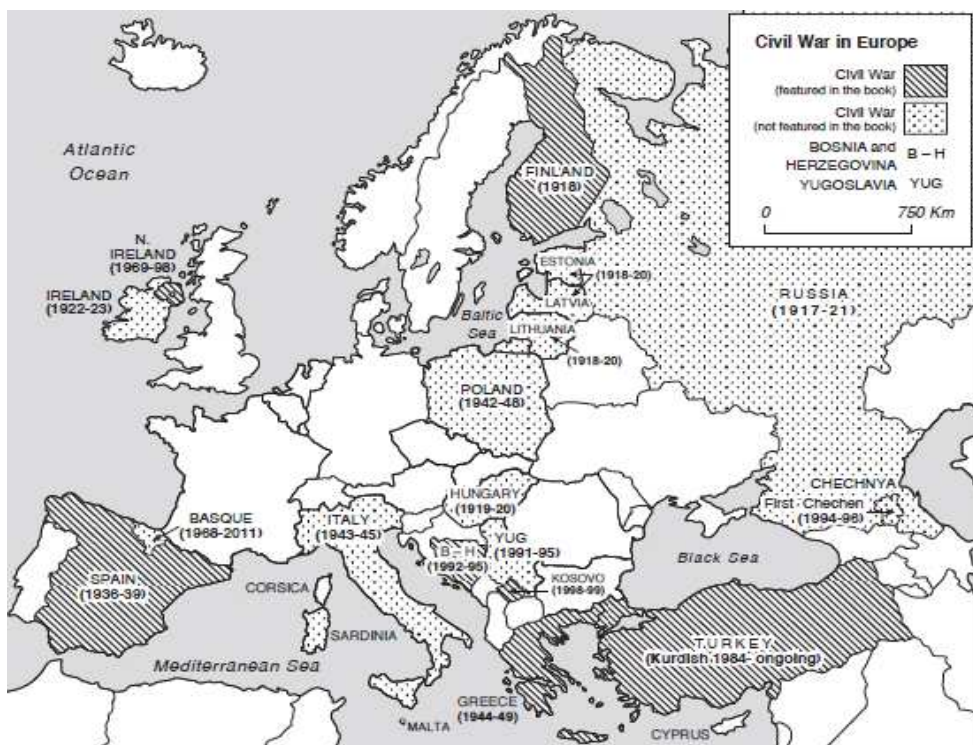 Civil War in Europe
Civil War
(featured in the book)
Civil War
(not featured in the book)
BOSNIA and
HERZEGOVINA
B – H
YUGOSLAVIA
YUG
0
750 Km
Atlantic
Ocean
FINLAND
(1918)
N.
IRELAND
(1969-98)
IRELAND
(1922-23)
ESTONIA
(1918-20)
LATVIA
Baltic
Sea
LITHUANIA
(1918-20)
RUSSIA
(1917-21)
POLAND
(1942-48)
CHECHNYA
First Chechen
(1994-96)
HUNGARY
(1919-20)
BASQUE
(1968-2011)
ITALY
(1943-45)
YUG
(1991-95)
B – H
(1992-95)
Black Sea
KOSOVO
(1998-99)
SPAIN
(1936-39)
CORSICA
SARDINIA
TURKEY
(Kurdish 1984- ongoing)
Mediterranean Sea
GREECE
(1944-49)
MALTA
CYPRUS